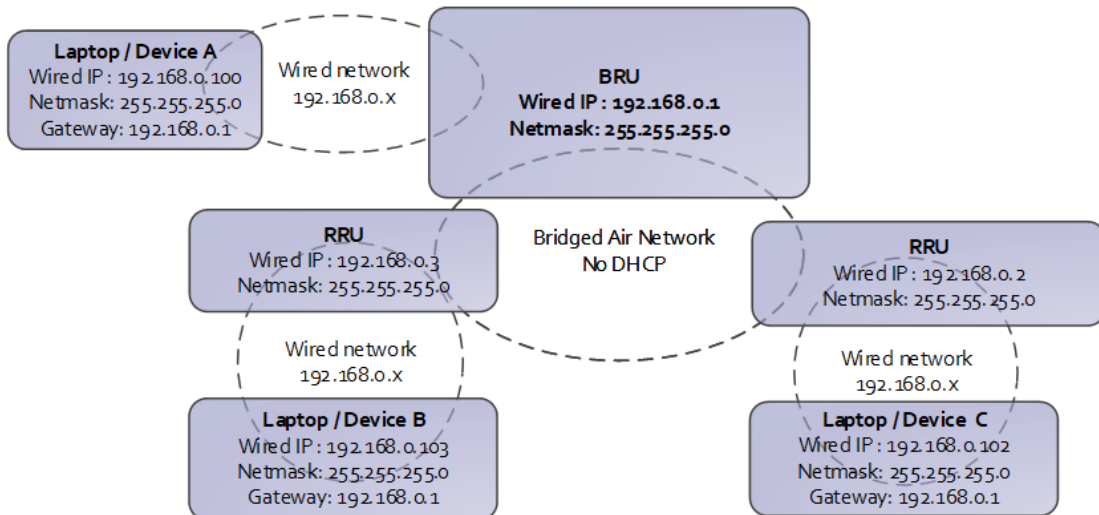 Laptop / Device A
Wired IP : 192.168.0.100
Netmask: 255.255.255.0
Gateway: 192.168.0.1
Wired network
192.168.0.x
BRU
Wired IP : 192.168.0.1
Netmask: 255.255.255.0
RRU
Wired IP : 192.168.0.3
Netmask: 255.255.255.0
Bridged Air Network
No DHCP
RRU
Wired IP : 192.168.0.2
Netmask: 255.255.255.0
Wired network
192.168.0.x
Wired network
192.168.0.x
Laptop / Device B
Wired IP : 192.168.0.103
Netmask: 255.255.255.0
Gateway: 192.168.0.1
Laptop / Device C
Wired IP : 192.168.0.102
Netmask: 255.255.255.0
Gateway: 192.168.0.1